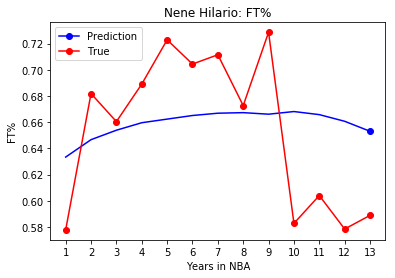 Nene Hilario: FT%
Prediction
True
0.72
0.70
0.68
0.66
0.64
0.62
0.60
0.58
FT%
1 2 3 4 5 6 7 8 9 10 11 12 13
Years in NBA